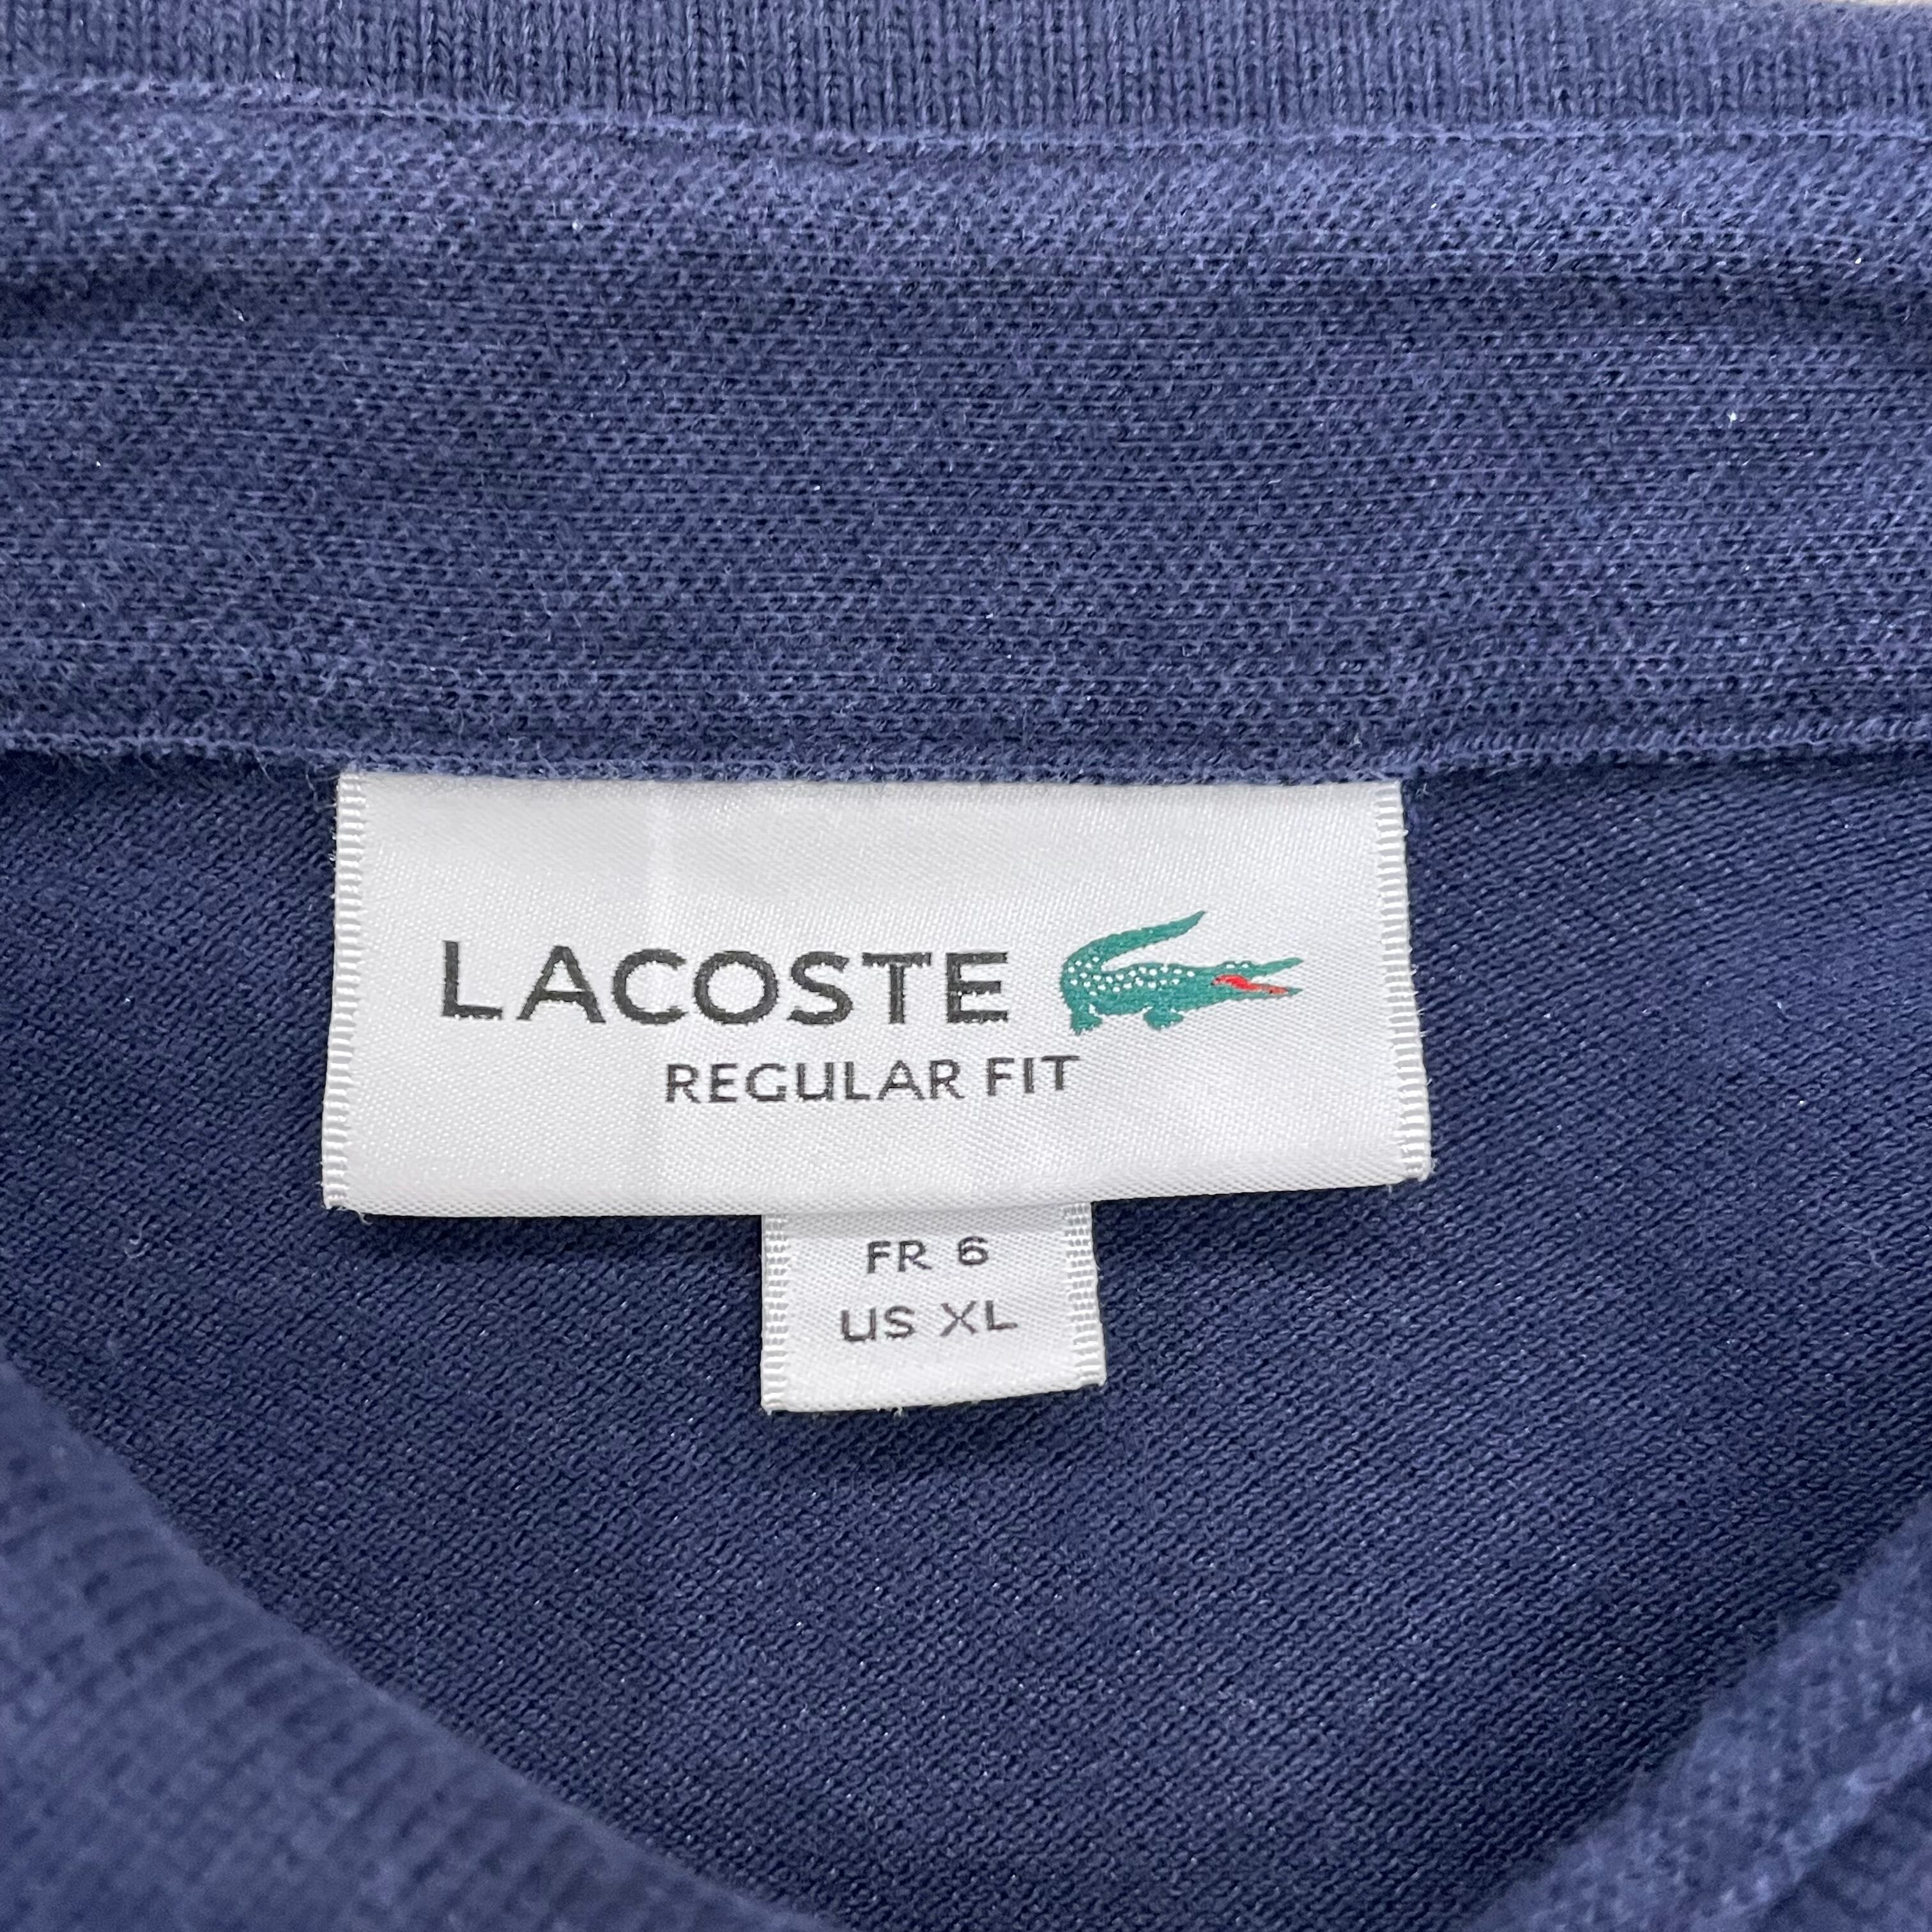 LACOSTE
REGULAR FIT
FR 6
US XL